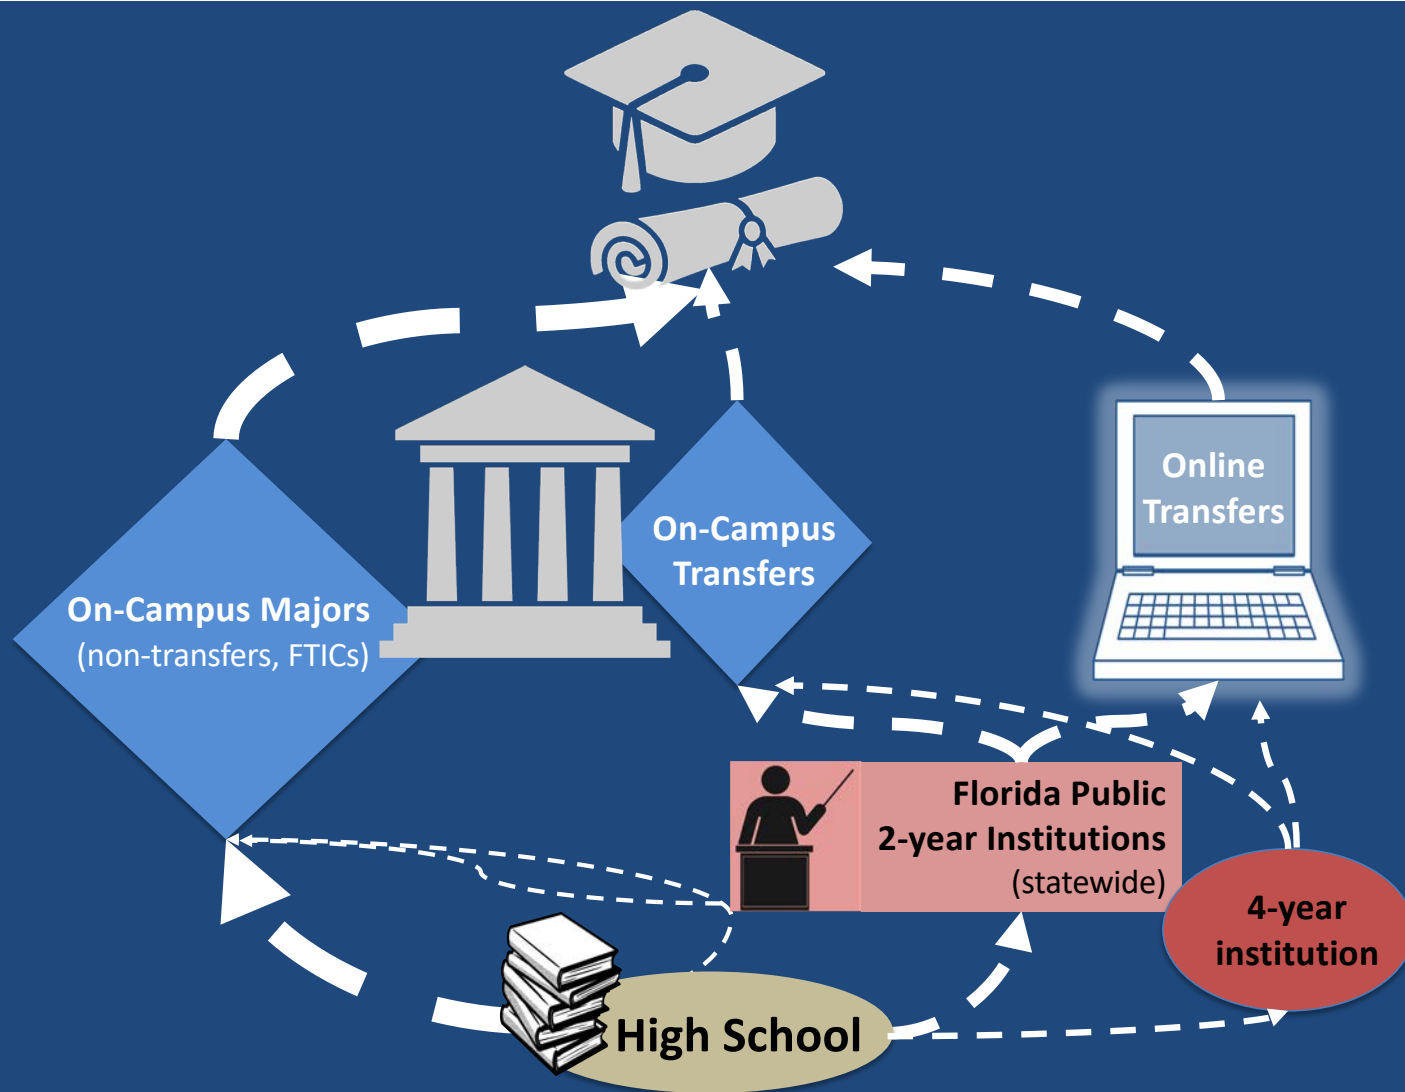 Online
Transfers
On-Campus
Transfers
On-Campus Majors
(non-transfers, FTICs)
Florida Public
2-year Institutions
(statewide)
4-year
institution
High School